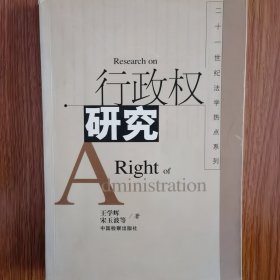 二十一世纪法学热点系列
Research on
行政权
研究
A Right of
dministration
王学辉
宋玉波等 / 著
中国检察出版社